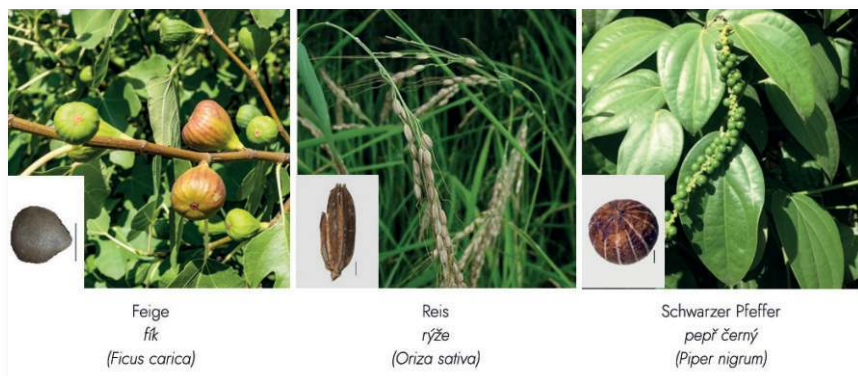 Feige
fík
(Ficus carica)
Reis
rýže
(Oriza sativa)
Schwarzer Pfeffer
pepř černý
(Piper nigrum)